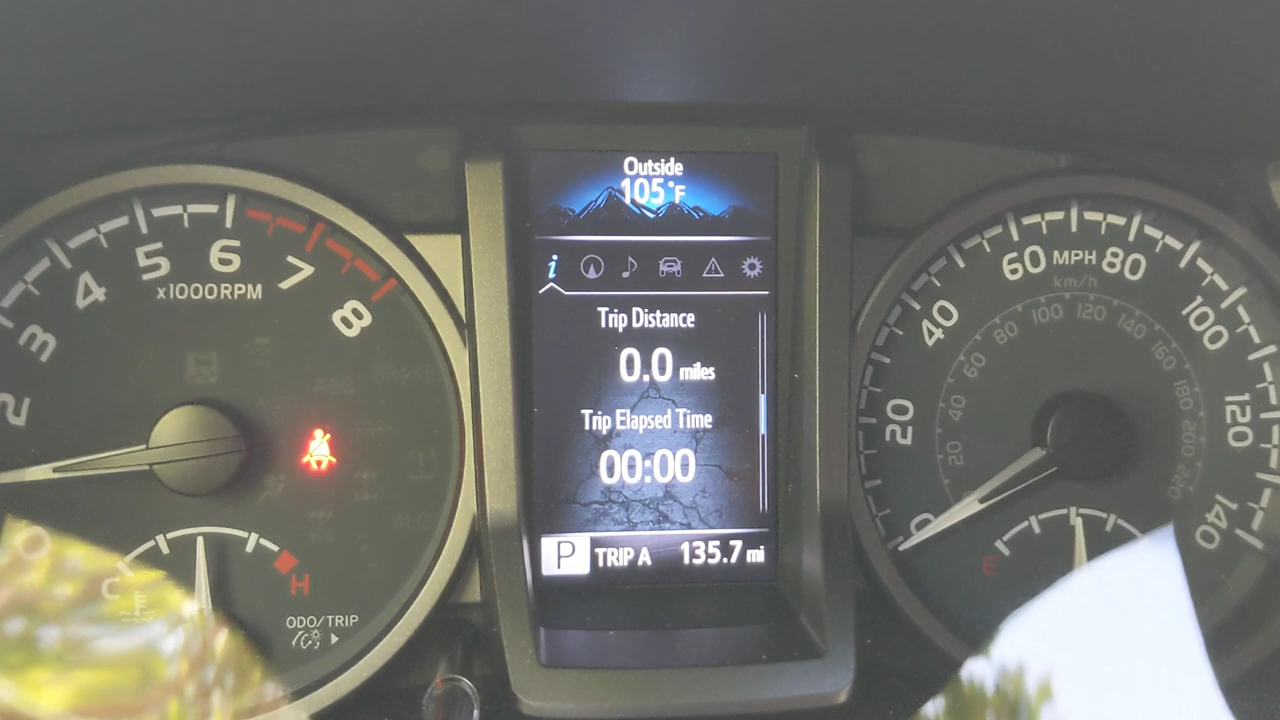 Outside
105°F
i
Trip Distance
0.0 miles
Trip Elapsed Time
00:00
P TRIP A 135.7 mi
2 3 4 5 6 7 8
x1000RPM
C H
ODO/TRIP
0 20 40 60 80 100 120 140
MPH
km/h
20 40 60 80 100 120 140 160 180 200 220
E